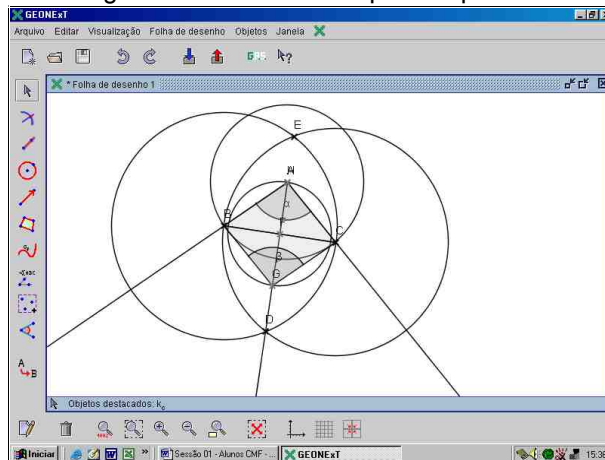 GEONExT
Arquivo Editar Visualização Folha de desenho Objetos Janela
* Folha de desenho 1
E
A
α
B
F
C
β
G
D
A
B
Objetos destacados: k
Iniciar
Sessão 01 - Alunos CMF - ...
GEONExT
15:36